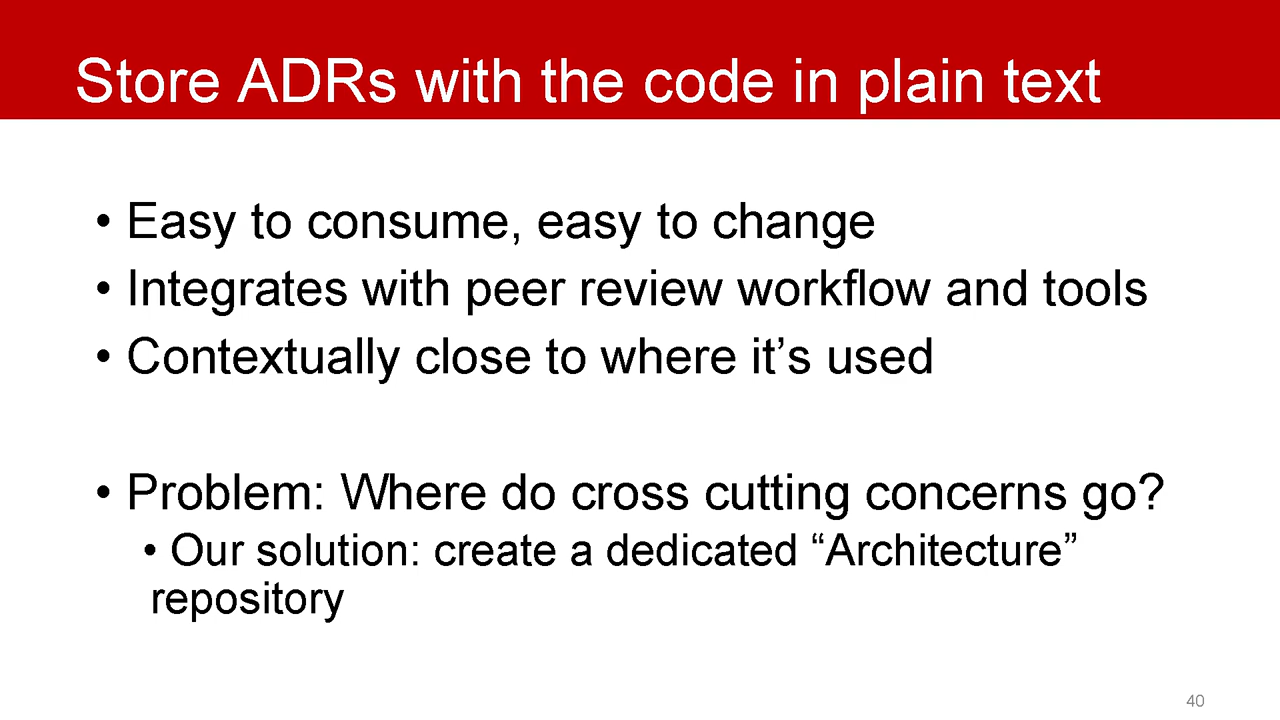 Store ADRs with the code in plain text
• Easy to consume, easy to change
• Integrates with peer review workflow and tools
• Contextually close to where it’s used
• Problem: Where do cross cutting concerns go?
• Our solution: create a dedicated “Architecture”
repository
40